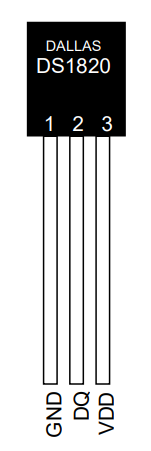 DALLAS
DS1820
1 2 3
GND DQ VDD